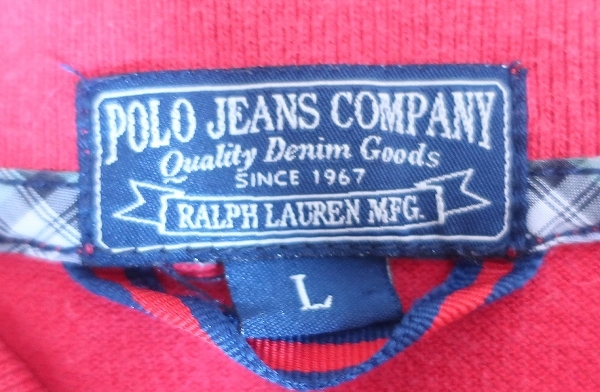 POLO JEANS COMPANY
Quality Denim Goods
SINCE 1967
RALPH LAUREN MFG.
L